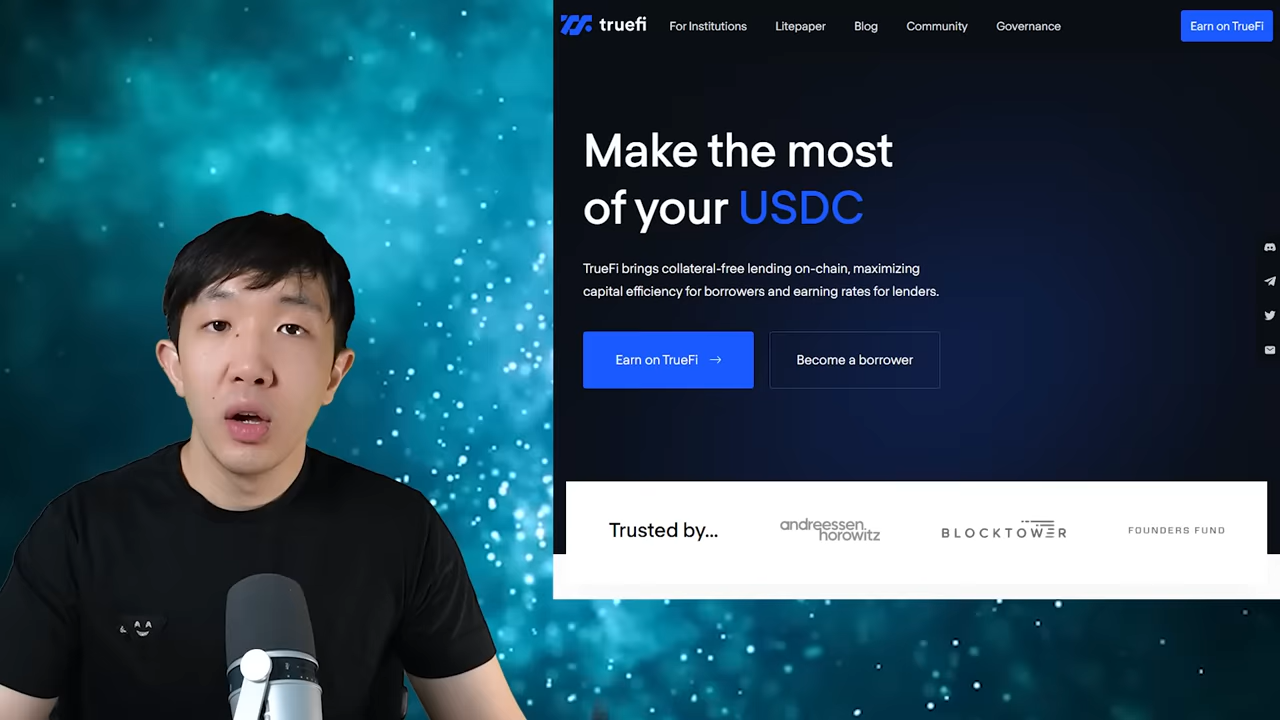 truefi
For Institutions
Litepaper
Blog
Community
Governance
Earn on TrueFi
Make the most
of your USDC
TrueFi brings collateral-free lending on-chain, maximizing
capital efficiency for borrowers and earning rates for lenders.
Earn on TrueFi →
Become a borrower
Trusted by...
andreessen.
horowitz
BLOCKTOWER
FOUNDERS FUND